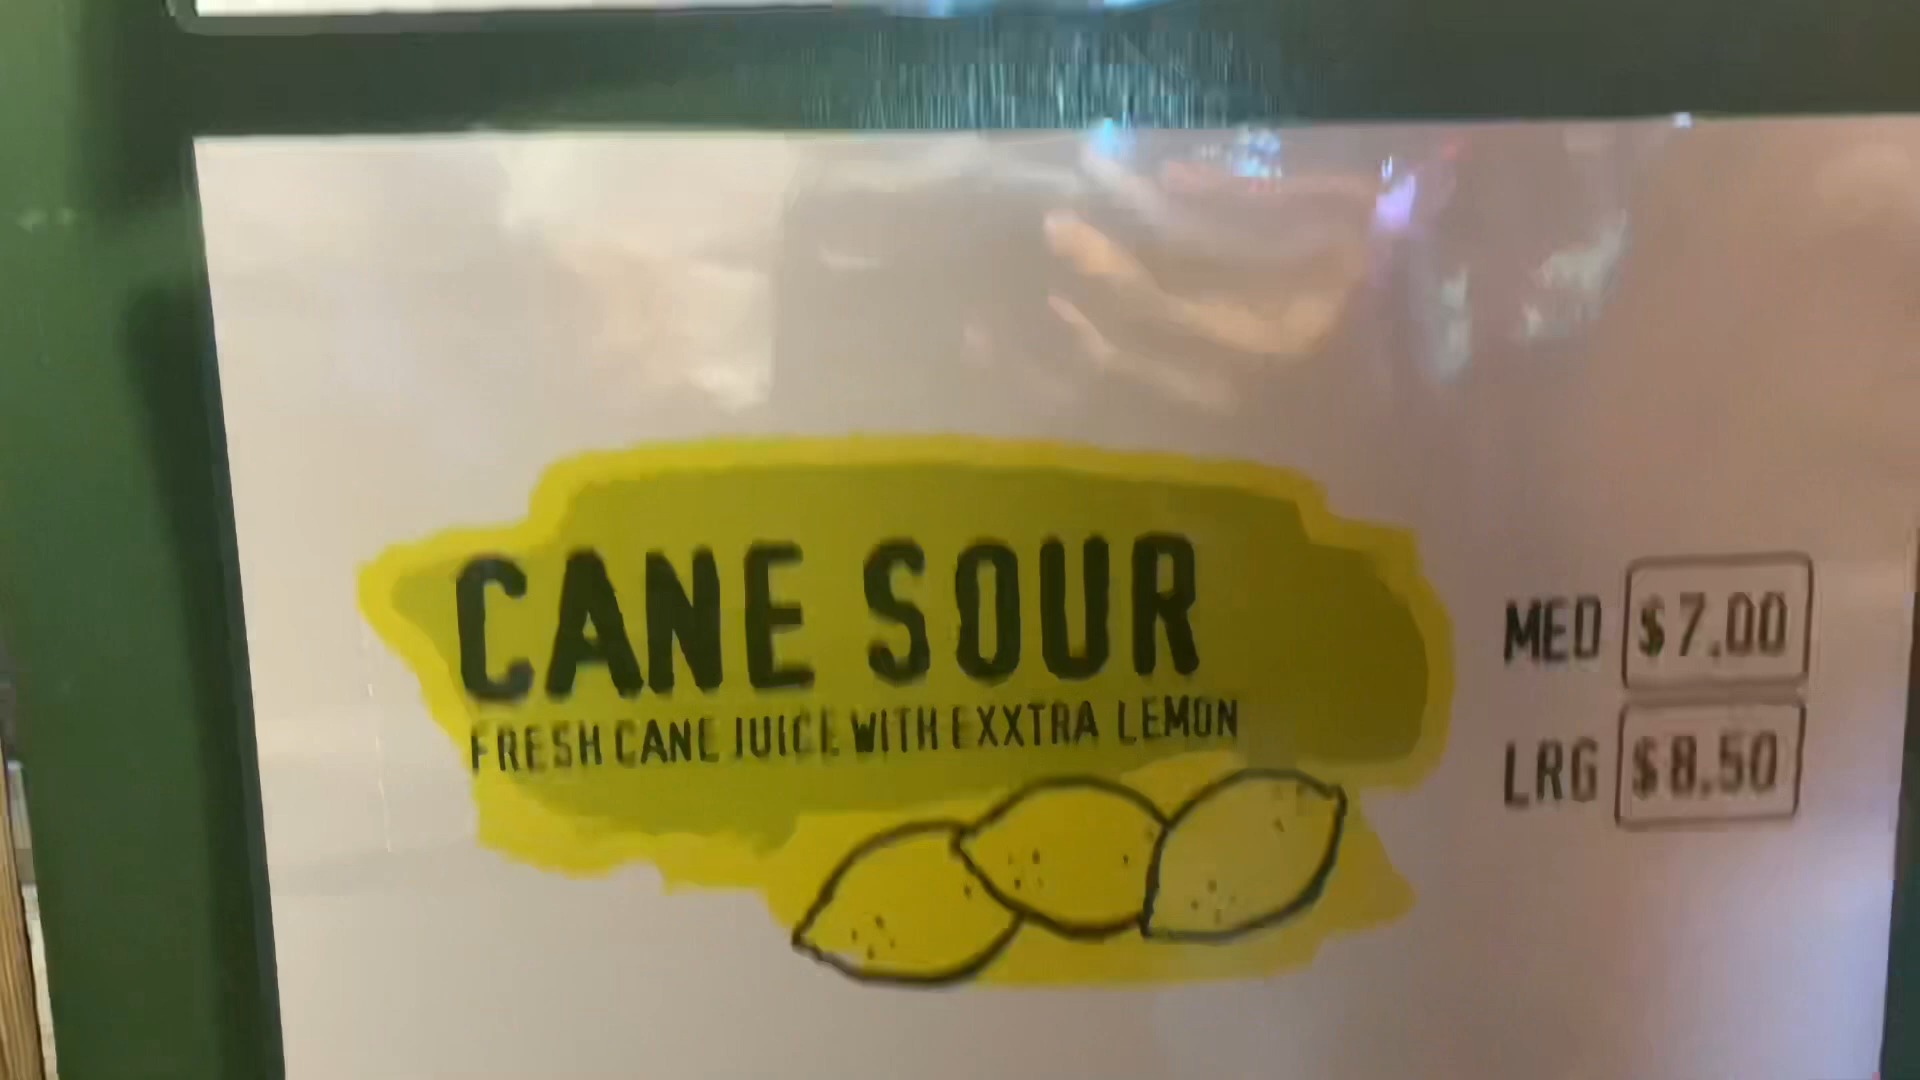 CANE SOUR
FRESH CANE JUICE WITH EXXTRA LEMON
MED $7.00
LRG $8.50